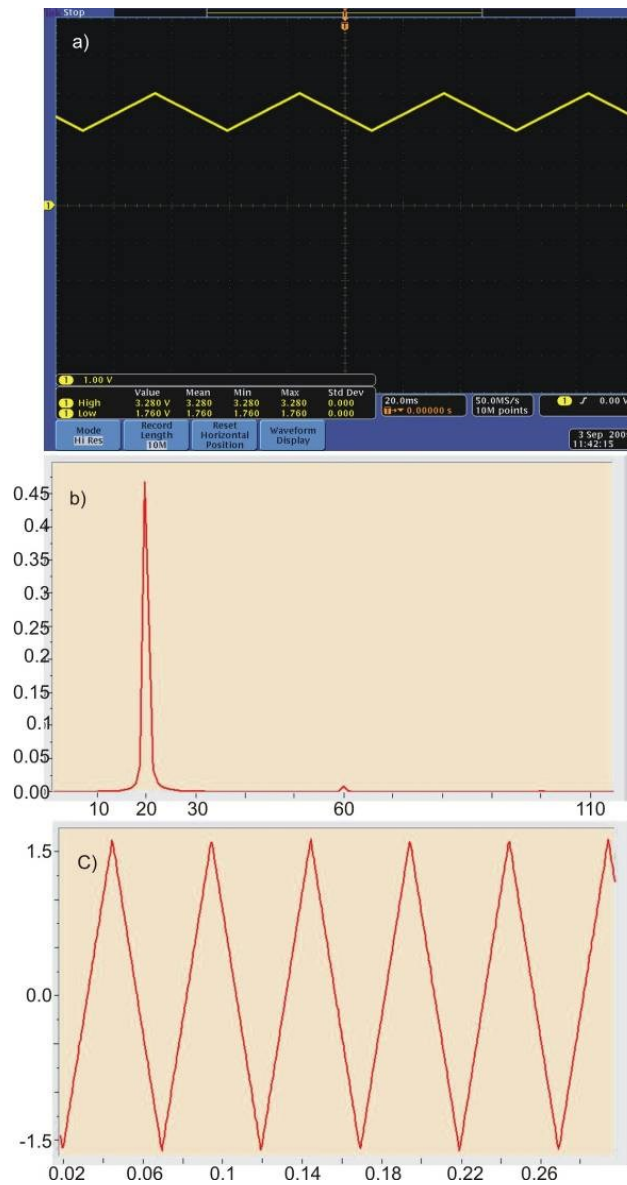 Stop
a)
T
T
1
1 1.00 V
Value Mean Min Max Std Dev
1 High 3.280 V 3.280 3.280 3.280 0.000
1 Low 1.760 V 1.760 1.760 1.760 0.000
20.0ms
T→▼ 0.00000 s
50.0MS/s
10M points
1 0.00 V
Mode
Hi Res
Record
Length
10M
Reset
Horizontal
Position
Waveform
Display
3 Sep 200
11:42:15
b)
0.45
0.4
0.35
0.3
0.25
0.2
0.15
0.1
0.05
0.00
10 20 30 60 110
C)
1.5
0.0
-1.5
0.02 0.06 0.1 0.14 0.18 0.22 0.26